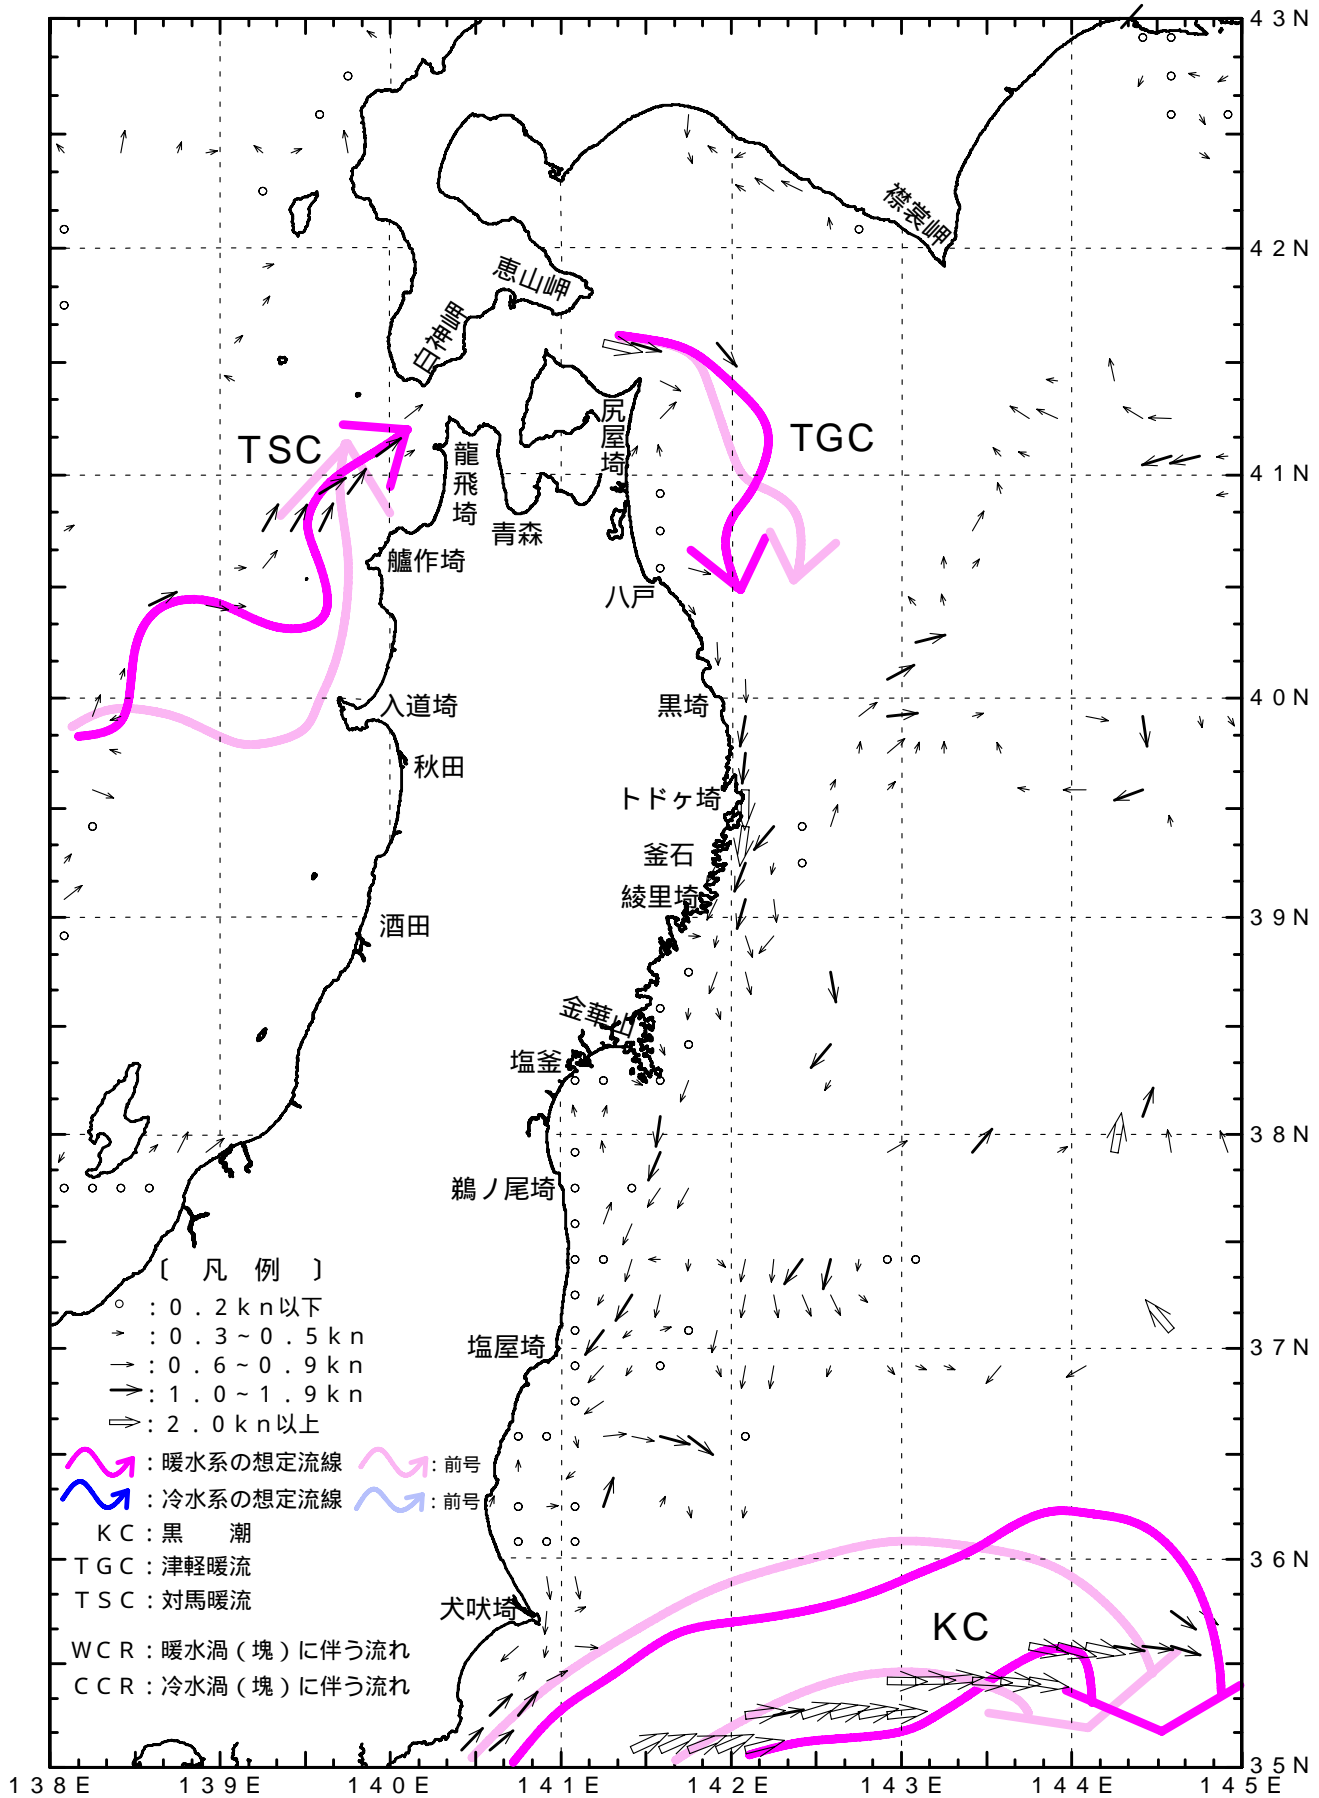 43N
襟裳岬
42N
恵山岬
白神岬
尻屋埼
TSC
TGC
龍飛埼
41N
青森
艫作埼
八戸
入道埼
黒埼
40N
秋田
トドヶ埼
釜石
綾里埼
酒田
39N
金華山
塩釜
38N
鵜ノ尾埼
〔 凡 例 〕
：０．２ｋｎ以下
：０．３～０．５ｋｎ
塩屋埼
37N
：０．６～０．９ｋｎ
：１．０～１．９ｋｎ
：２．０ｋｎ以上
：暖水系の想定流線 ：前号
：冷水系の想定流線 ：前号
ＫＣ：黒　潮
36N
ＴＧＣ：津軽暖流
ＴＳＣ：対馬暖流
犬吠埼
KC
ＷＣＲ：暖水渦（塊）に伴う流れ
ＣＣＲ：冷水渦（塊）に伴う流れ
35N
138E 139E 140E 141E 142E 143E 144E 145E